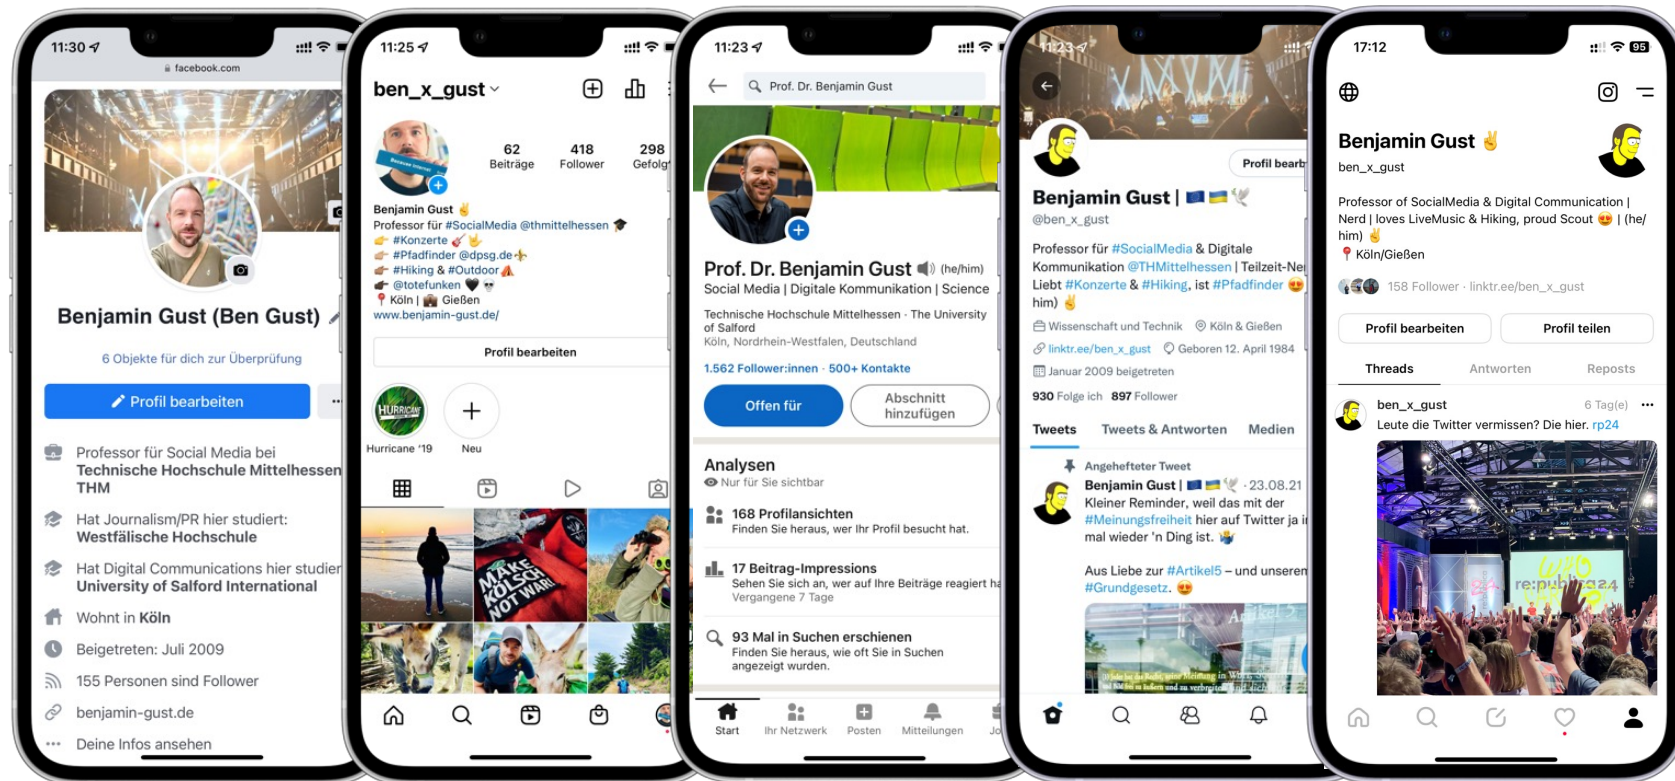 11:30
facebook.com
Benjamin Gust (Ben Gust)
6 Objekte für dich zur Überprüfung
Profil bearbeiten
Professor für Social Media bei
Technische Hochschule Mittelhessen
THM
Hat Journalism/PR hier studiert:
Westfälische Hochschule
Hat Digital Communications hier studier
University of Salford International
Wohnt in Köln
Beigetreten: Juli 2009
155 Personen sind Follower
benjamin-gust.de
Deine Infos ansehen
11:25
ben_x_gust
Because Internet
62
Beiträge
418
Follower
298
Gefolg
Benjamin Gust ✌️
Professor für #SocialMedia @thmittelhessen 🎓
👉 #Konzerte 🎸🤘
👉 #Pfadfinder @dpsg.de ⚜️
👉 #Hiking & #Outdoor ⛺
👉 @totefunken 🖤 💀
📍 Köln | 🏫 Gießen
www.benjamin-gust.de/
Profil bearbeiten
HURRICANE
Hurricane '19
Neu
MAKE
KÖLSCH
NOT WAR!
11:23
Prof. Dr. Benjamin Gust
Prof. Dr. Benjamin Gust (he/him)
Social Media | Digitale Kommunikation | Science
Technische Hochschule Mittelhessen · The University
of Salford
Köln, Nordrhein-Westfalen, Deutschland
1.562 Follower:innen · 500+ Kontakte
Offen für
Abschnitt
hinzufügen
Analysen
Nur für Sie sichtbar
168 Profilansichten
Finden Sie heraus, wer Ihr Profil besucht hat.
17 Beitrag-Impressions
Sehen Sie sich an, wer auf Ihre Beiträge reagiert ha
Vergangene 7 Tage
93 Mal in Suchen erschienen
Finden Sie heraus, wie oft Sie in Suchen
angezeigt wurden.
Start
Ihr Netzwerk
Posten
Mitteilungen
Jo
11:23
Profil bearb
Benjamin Gust | 🇪🇺 🇺🇦 🕊️
@ben_x_gust
Professor für #SocialMedia & Digitale
Kommunikation @THMittelhessen | Teilzeit-Ne
Liebt #Konzerte & #Hiking, ist #Pfadfinder 😍
him) ✌️
Wissenschaft und Technik
Köln & Gießen
linktr.ee/ben_x_gust
Geboren 12. April 1984
Januar 2009 beigetreten
930 Folge ich 897 Follower
Tweets
Tweets & Antworten
Medien
Angehefteter Tweet
Benjamin Gust | 🇪🇺 🇺🇦 🕊️ · 23.08.21
Kleiner Reminder, weil das mit der
#Meinungsfreiheit hier auf Twitter ja i
mal wieder 'n Ding ist. 🤷‍♂️
Aus Liebe zur #Artikel5 – und unserem
#Grundgesetz. 😍
Artikel 5
17:12
95
Benjamin Gust ✌️
ben_x_gust
Professor of SocialMedia & Digital Communication |
Nerd | loves LiveMusic & Hiking, proud Scout 😍 | (he/
him) ✌️
📍 Köln/Gießen
158 Follower · linktr.ee/ben_x_gust
Profil bearbeiten
Profil teilen
Threads
Antworten
Reposts
ben_x_gust
6 Tag(e)
Leute die Twitter vermissen? Die hier. rp24
re:publica24